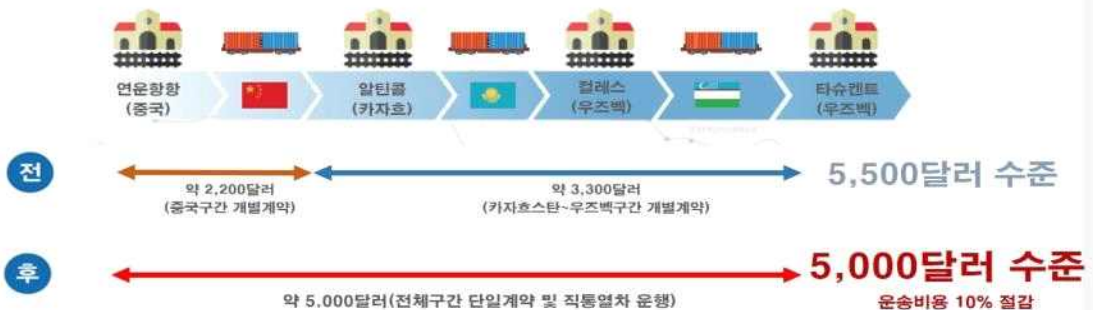 연운항항
(중국)
알틴콜
(카자흐)
컬레스
(우즈벡)
타슈켄트
(우즈벡)
전
약 2,200달러
(중국구간 개별계약)
약 3,300달러
(카자흐스탄~우즈벡구간 개별계약)
5,500달러 수준
후
약 5,000달러(전체구간 단일계약 및 직통열차 운행)
5,000달러 수준
운송비용 10% 절감